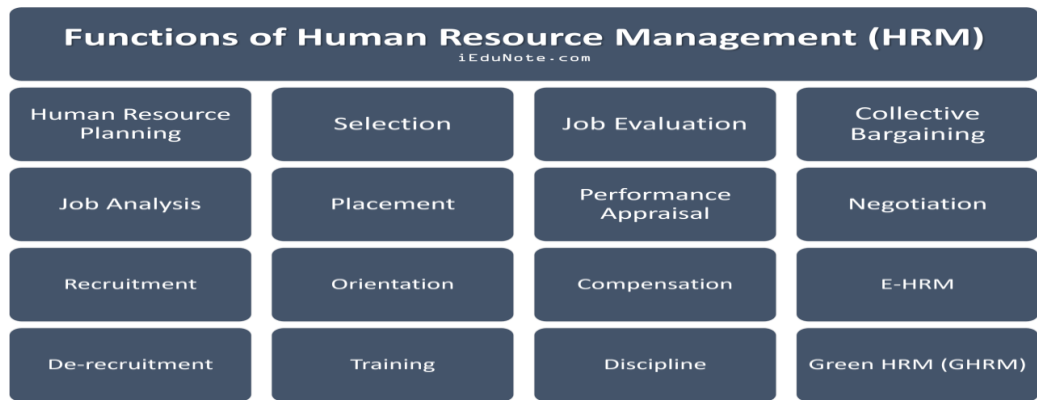 Functions of Human Resource Management (HRM)
iEduNote.com
Human Resource
Planning
Selection
Job Evaluation
Collective
Bargaining
Job Analysis
Placement
Performance
Appraisal
Negotiation
Recruitment
Orientation
Compensation
E-HRM
De-recruitment
Training
Discipline
Green HRM (GHRM)